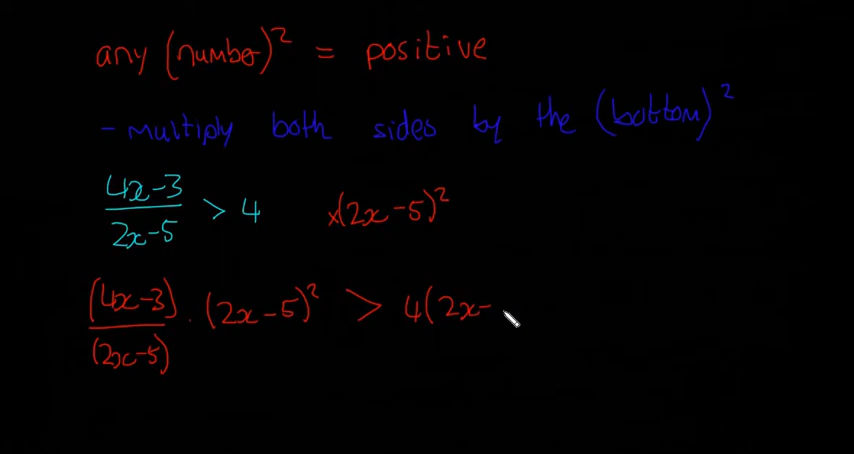 any (number)² = positive
- multiply both sides by the (bottom)²
(4x-3)/(2x-5) > 4 ×(2x-5)²
(4x-3)/(2x-5) . (2x-5)² > 4(2x-